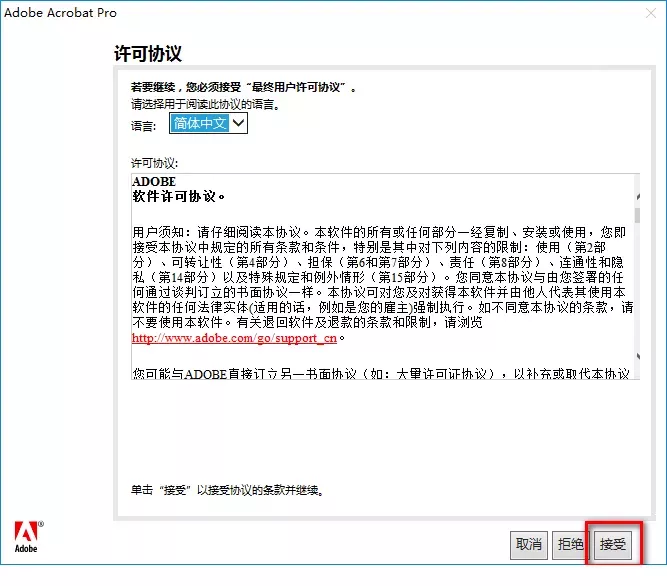 Adobe Acrobat Pro
许可协议
若要继续，您必须接受“最终用户许可协议”。
请选择用于阅读此协议的语言。
语言: 简体中文
许可协议:
ADOBE
软件许可协议。
用户须知：请仔细阅读本协议。本软件的所有或任何部分一经复制、安装或使用，您即
接受本协议中规定的所有条款和条件，特别是其中对下列内容的限制：使用（第2部
分）、可转让性（第4部分）、担保（第6和第7部分）、责任（第8部分）、连通性和隐
私（第14部分）以及特殊规定和例外情形（第15部分）。您同意本协议与由您签署的任
何通过谈判订立的书面协议一样。本协议可对您及对获得本软件并由他人代表其使用本
软件的任何法律实体(适用的话，例如是您的雇主)强制执行。如不同意本协议的条款，请
不要使用本软件。有关退回软件及退款的条款和限制，请浏览
http://www.adobe.com/go/support_cn。
您可能与ADOBE直接订立另一书面协议（如：大量许可证协议），以补充或取代本协议
单击“接受”以接受协议的条款并继续。
Adobe
取消 拒绝 接受